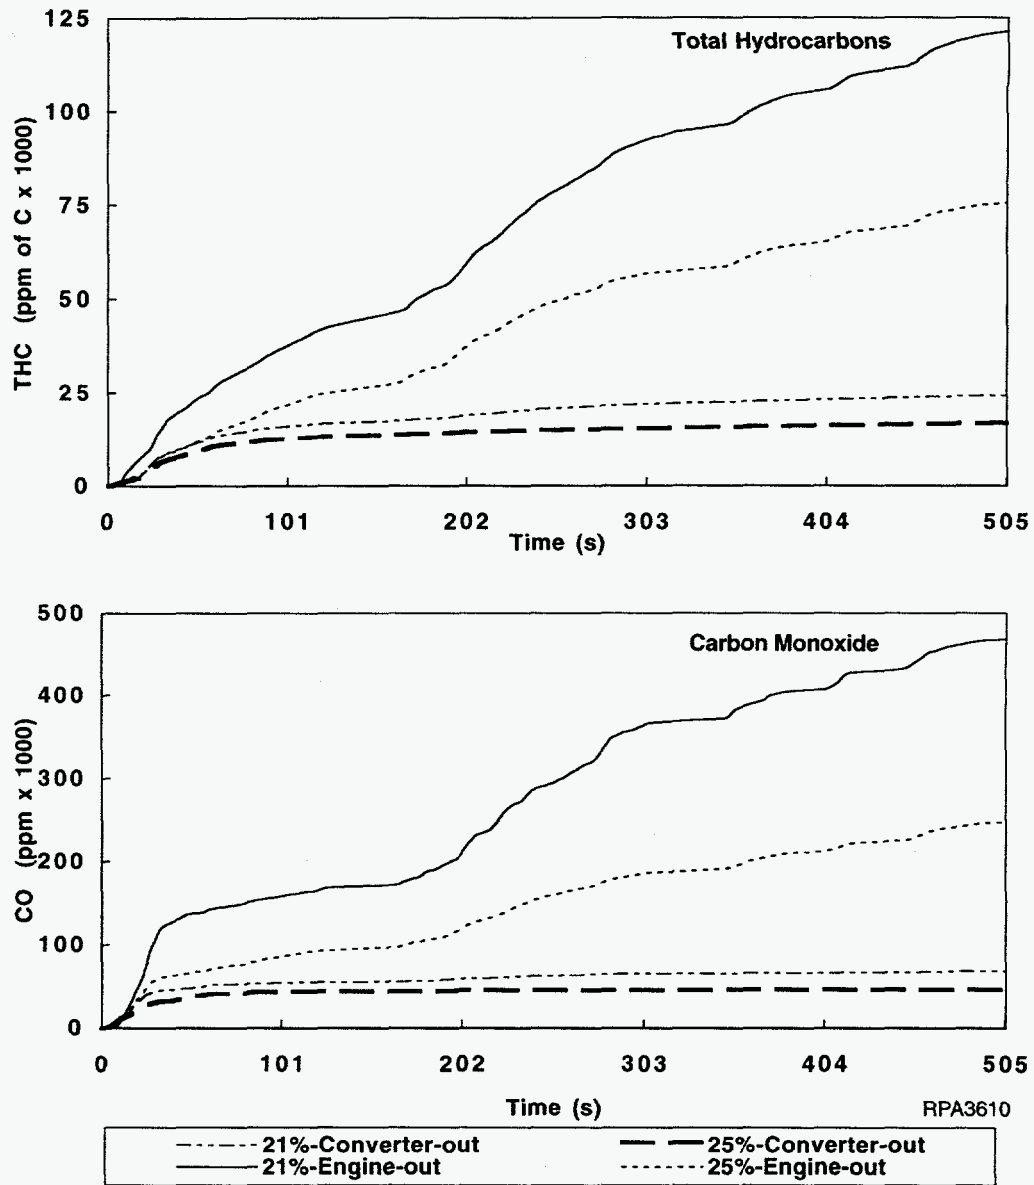 125
Total Hydrocarbons
100
75
50
25
0
THC (ppm of C x 1000)
0 101 202 303 404 505
Time (s)
500
Carbon Monoxide
400
300
200
100
0
CO (ppm x 1000)
0 101 202 303 404 505
Time (s)
RPA3610
21%-Converter-out 25%-Converter-out
21%-Engine-out 25%-Engine-out